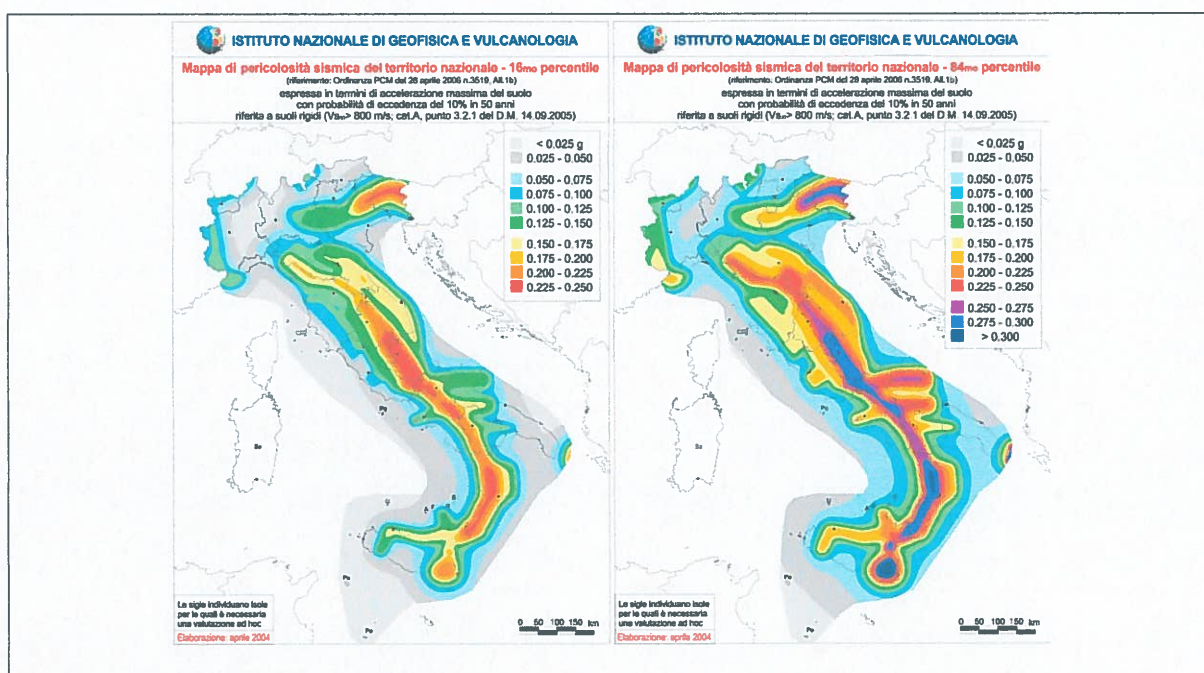 ISTITUTO NAZIONALE DI GEOFISICA E VULCANOLOGIA
Mappa di pericolosità sismica del territorio nazionale - 16mo percentile
(riferimento: Ordinanza PCM del 28 aprile 2006 n.3519, All.1b)
espressa in termini di accelerazione massima del suolo
con probabilità di eccedenza del 10% in 50 anni
riferita a suoli rigidi (Vs30> 800 m/s; cat.A, punto 3.2.1 del D.M. 14.09.2005)
< 0.025 g
0.025 - 0.050
0.050 - 0.075
0.075 - 0.100
0.100 - 0.125
0.125 - 0.150
0.150 - 0.175
0.175 - 0.200
0.200 - 0.225
0.225 - 0.250
U
A
Pa
Pe
Le sigle individuano isole
per le quali è necessaria
una valutazione ad hoc
Elaborazione: aprile 2004
0 50 100 150 km
ISTITUTO NAZIONALE DI GEOFISICA E VULCANOLOGIA
Mappa di pericolosità sismica del territorio nazionale - 84mo percentile
(riferimento: Ordinanza PCM del 28 aprile 2006 n.3519, All.1b)
espressa in termini di accelerazione massima del suolo
con probabilità di eccedenza del 10% in 50 anni
riferita a suoli rigidi (Vs30> 800 m/s; cat.A, punto 3.2.1 del D.M. 14.09.2005)
< 0.025 g
0.025 - 0.050
0.050 - 0.075
0.075 - 0.100
0.100 - 0.125
0.125 - 0.150
0.150 - 0.175
0.175 - 0.200
0.200 - 0.225
0.225 - 0.250
0.250 - 0.275
0.275 - 0.300
> 0.300
U
Pa
Pe
Le sigle individuano isole
per le quali è necessaria
una valutazione ad hoc
Elaborazione: aprile 2004
0 50 100 150 km